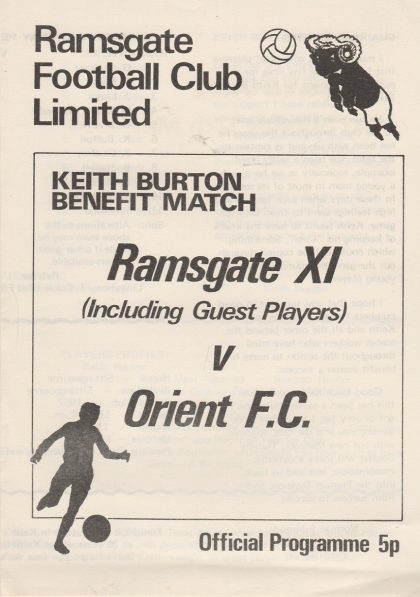 Ramsgate
Football Club
Limited
KEITH BURTON
BENEFIT MATCH
Ramsgate XI
(Including Guest Players)
v
Orient F.C.
Official Programme 5p